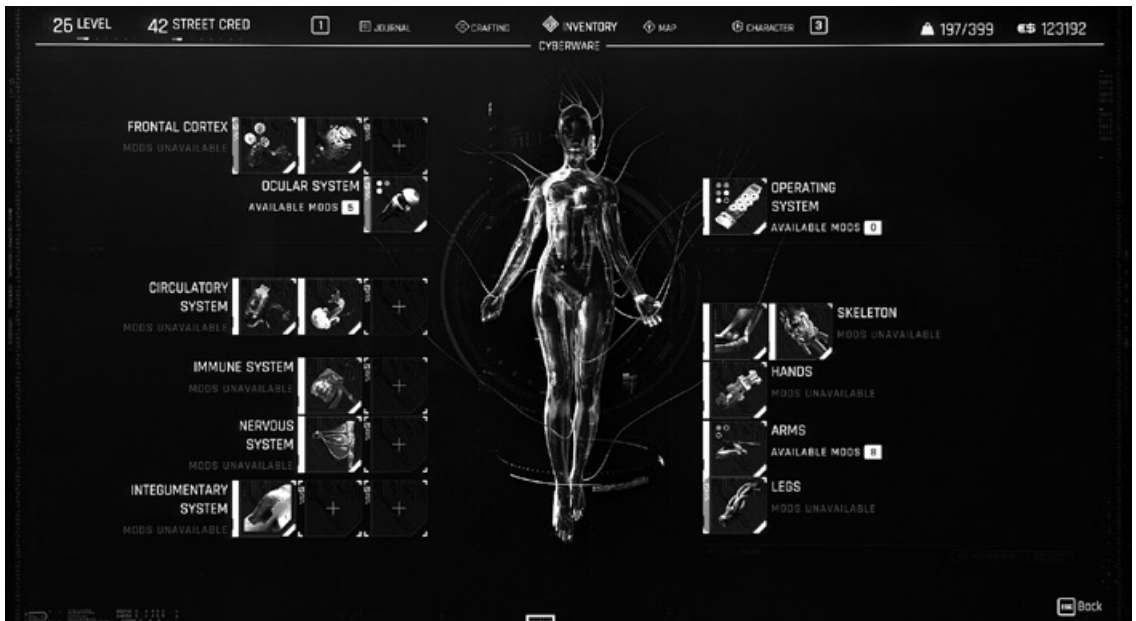 26 LEVEL 42 STREET CRED 1 JOURNAL CRAFTING INVENTORY MAP CHARACTER 3 197/399 €$ 123192
CYBERWARE
FRONTAL CORTEX
MODS UNAVAILABLE
OCULAR SYSTEM
AVAILABLE MODS 5
OPERATING
SYSTEM
AVAILABLE MODS 0
CIRCULATORY
SYSTEM
MODS UNAVAILABLE
SKELETON
MODS UNAVAILABLE
IMMUNE SYSTEM
MODS UNAVAILABLE
HANDS
MODS UNAVAILABLE
NERVOUS
SYSTEM
MODS UNAVAILABLE
ARMS
AVAILABLE MODS 8
INTEGUMENTARY
SYSTEM
MODS UNAVAILABLE
LEGS
MODS UNAVAILABLE
ESC Back